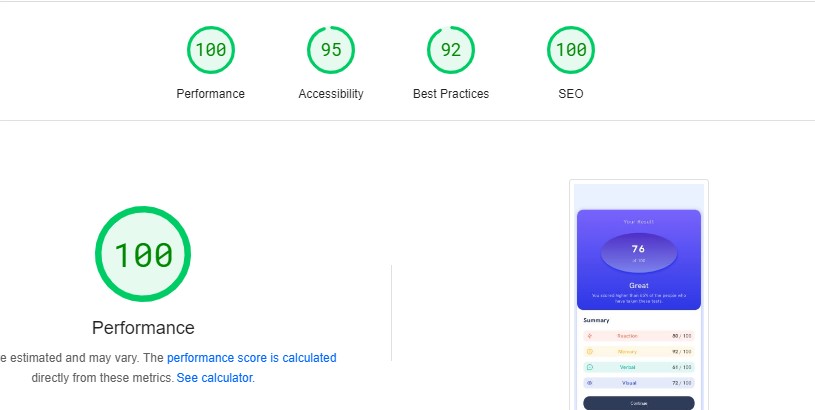 100
95
92
100
Performance
Accessibility
Best Practices
SEO
100
Performance
e estimated and may vary. The performance score is calculated
directly from these metrics. See calculator.
Your Result
76
of 100
Great
You scored higher than 65% of the people who
have taken these tests.
Summary
Reaction 80 / 100
Memory 92 / 100
Verbal 61 / 100
Visual 72 / 100
Continue